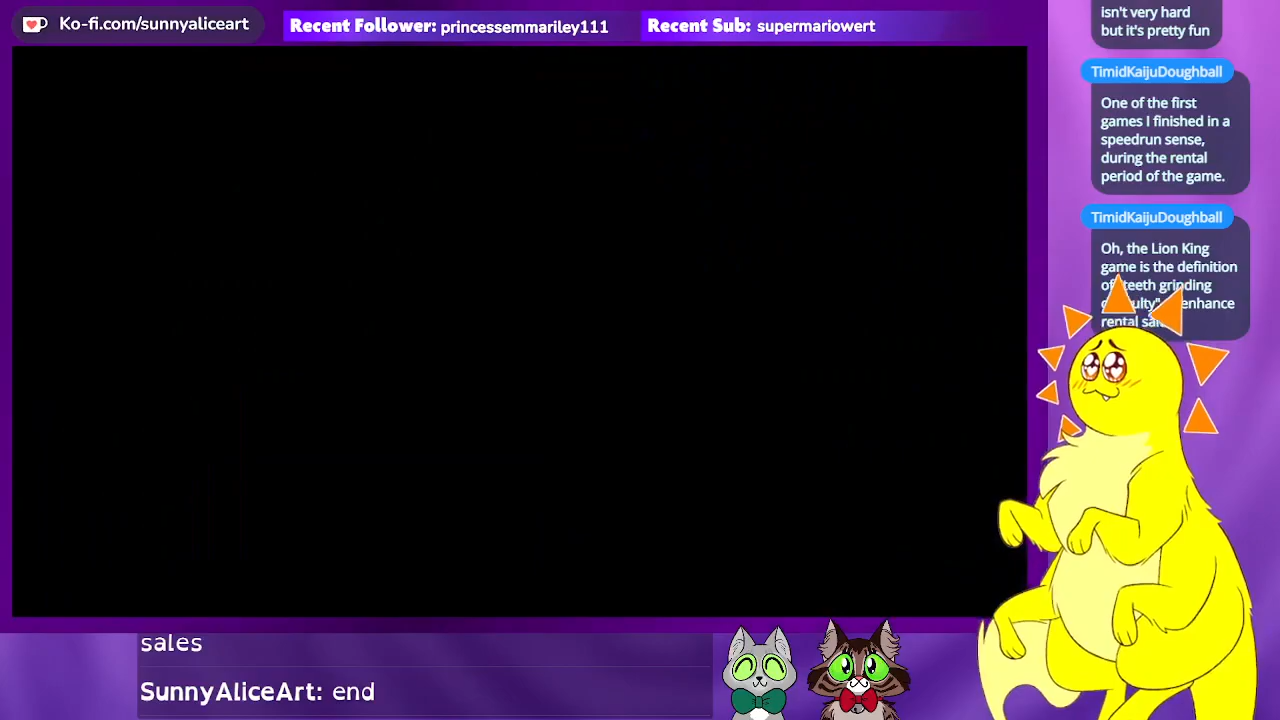 Ko-fi.com/sunnyaliceart
Recent Follower: princessemmariley111
Recent Sub: supermariowert
isn't very hard
but it's pretty fun
TimidKaijuDoughball
One of the first
games I finished in a
speedrun sense,
during the rental
period of the game.
TimidKaijuDoughball
Oh, the Lion King
game is the definition
of "teeth grinding
enhance
rental
sales
SunnyAliceArt: end